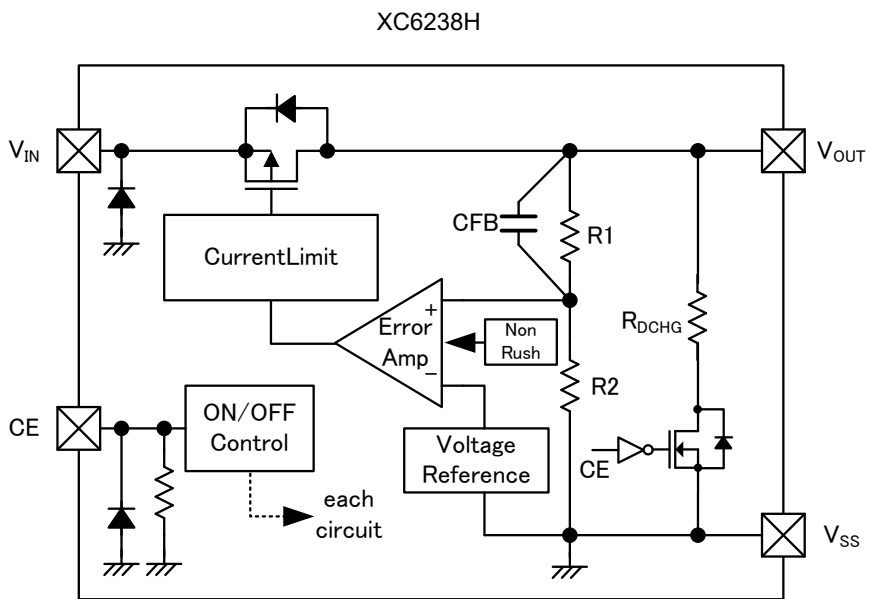 XC6238H
VIN
VOUT
CFB
R1
CurrentLimit
+
Error
Amp
−
Non
Rush
RDCHG
R2
CE
ON/OFF
Control
Voltage
Reference
CE
each
circuit
VSS